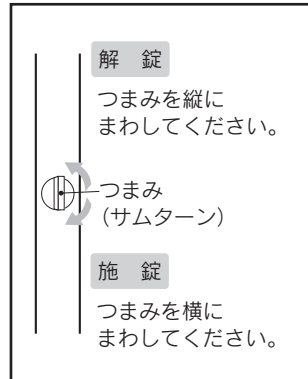 解　錠
つまみを縦に
まわしてください。
つまみ
（サムターン）
施　錠
つまみを横に
まわしてください。